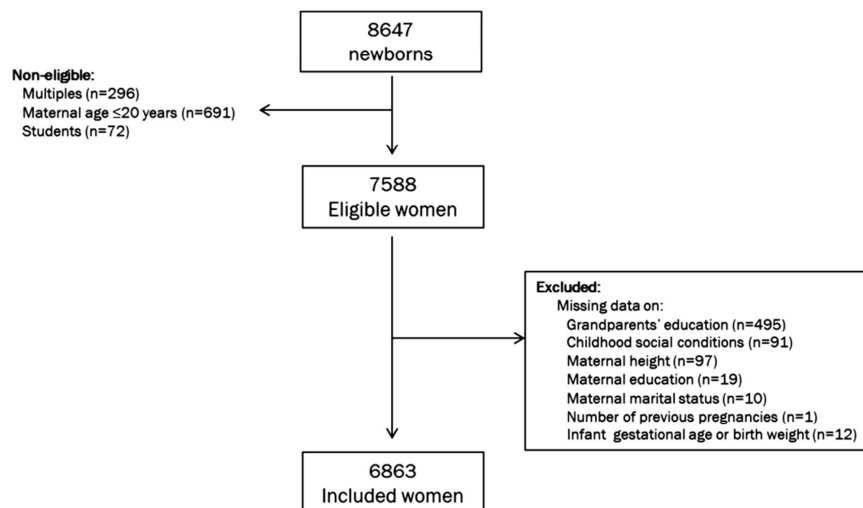 8647
newborns
Non-eligible:
Multiples (n=296)
Maternal age ≤20 years (n=691)
Students (n=72)
7588
Eligible women
Excluded:
Missing data on:
Grandparents' education (n=495)
Childhood social conditions (n=91)
Maternal height (n=97)
Maternal education (n=19)
Maternal marital status (n=10)
Number of previous pregnancies (n=1)
Infant gestational age or birth weight (n=12)
6863
Included women